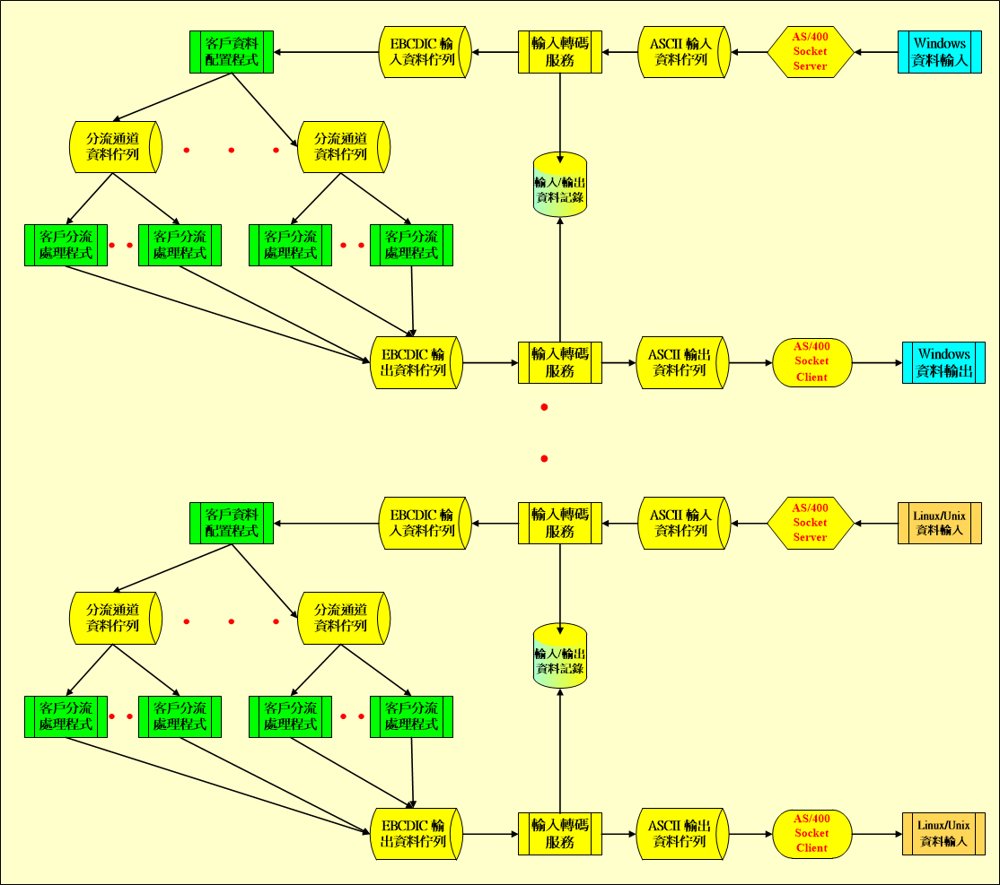 客戶資料
配置程式
EBCDIC 輸
入資料佇列
輸入轉碼
服務
ASCII 輸入
資料佇列
AS/400
Socket
Server
Windows
資料輸入
分流通道
資料佇列
分流通道
資料佇列
輸入/輸出
資料記錄
客戶分流
處理程式
客戶分流
處理程式
客戶分流
處理程式
客戶分流
處理程式
EBCDIC 輸
出資料佇列
輸入轉碼
服務
ASCII 輸出
資料佇列
AS/400
Socket
Client
Windows
資料輸出
客戶資料
配置程式
EBCDIC 輸
入資料佇列
輸入轉碼
服務
ASCII 輸入
資料佇列
AS/400
Socket
Server
Linux/Unix
資料輸入
分流通道
資料佇列
分流通道
資料佇列
輸入/輸出
資料記錄
客戶分流
處理程式
客戶分流
處理程式
客戶分流
處理程式
客戶分流
處理程式
EBCDIC 輸
出資料佇列
輸入轉碼
服務
ASCII 輸出
資料佇列
AS/400
Socket
Client
Linux/Unix
資料輸入